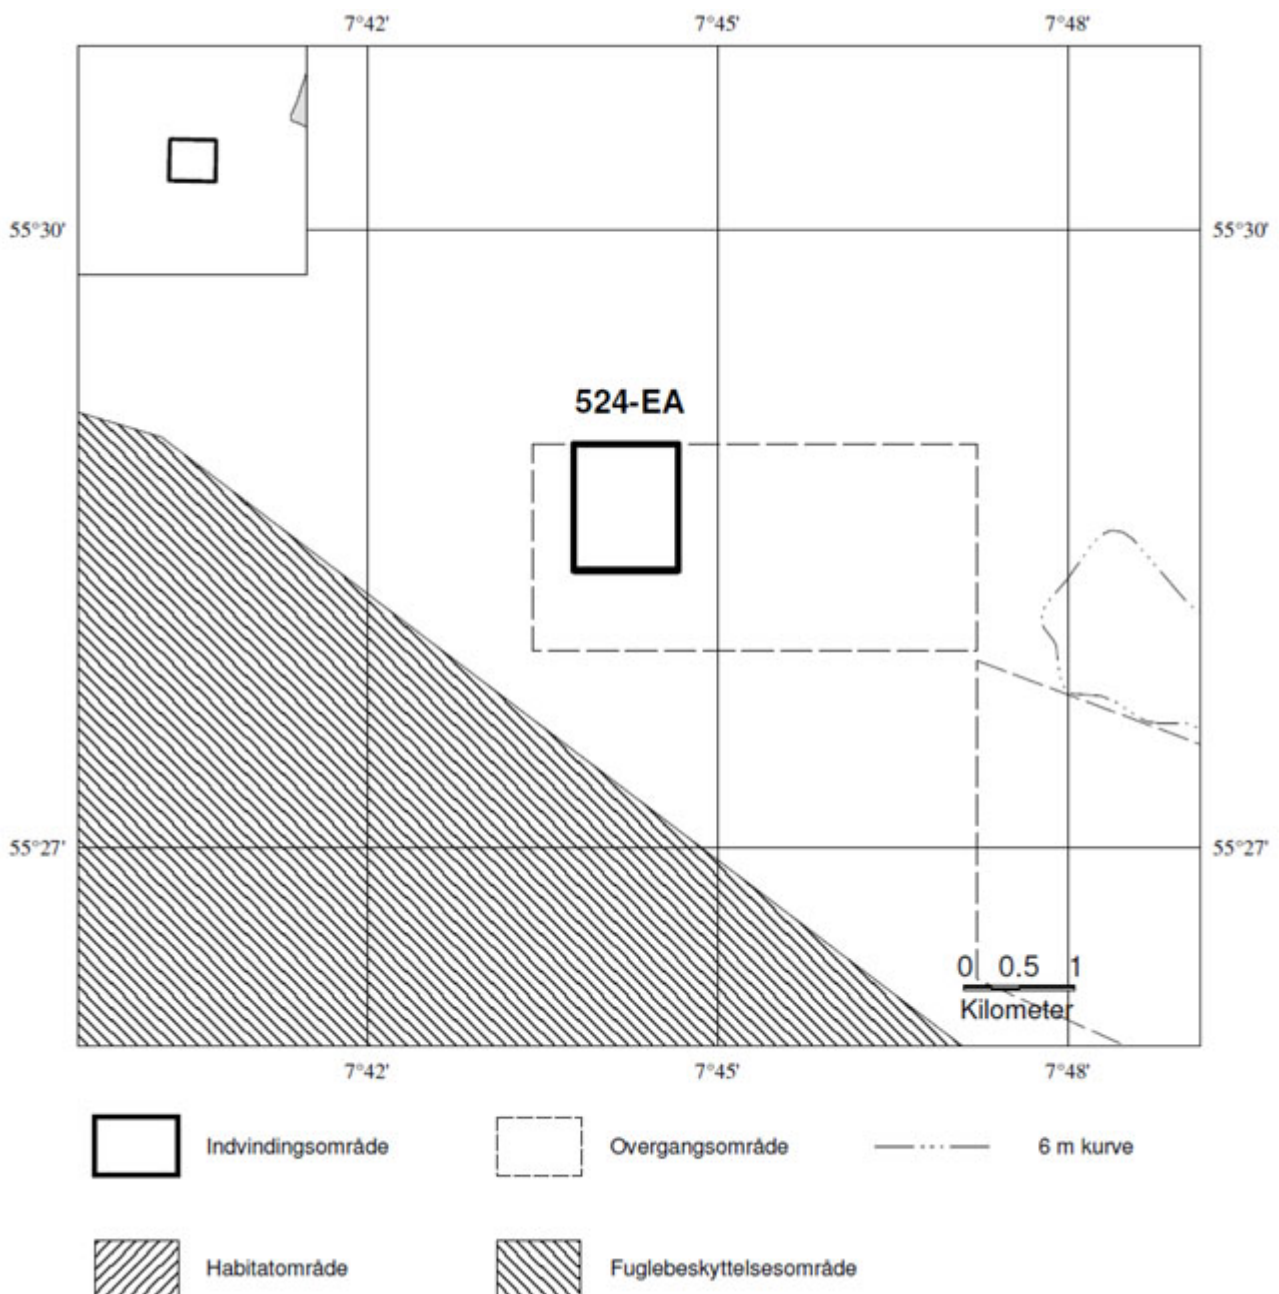 7°42' 7°45' 7°48'
55°30' 55°30'
524-EA
55°27' 55°27'
0 0.5 1
Kilometer
7°42' 7°45' 7°48'
Indvindingsområde Overgangsområde 6 m kurve
Habitatområde Fuglebeskyttelsesområde